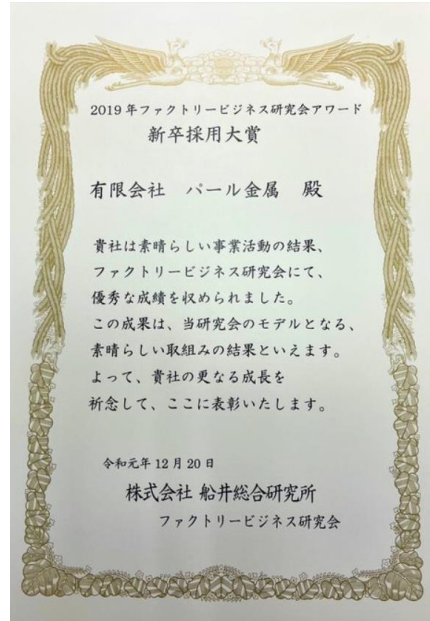 2019年ファクトリービジネス研究会アワード
新卒採用大賞
有限会社 パール金属 殿
貴社は素晴らしい事業活動の結果、
ファクトリービジネス研究会にて、
優秀な成績を収められました。
この成果は、当研究会のモデルとなる、
素晴らしい取組みの結果といえます。
よって、貴社の更なる成長を
祈念して、ここに表彰いたします。
令和元年12月20日
株式会社 船井総合研究所
ファクトリービジネス研究会